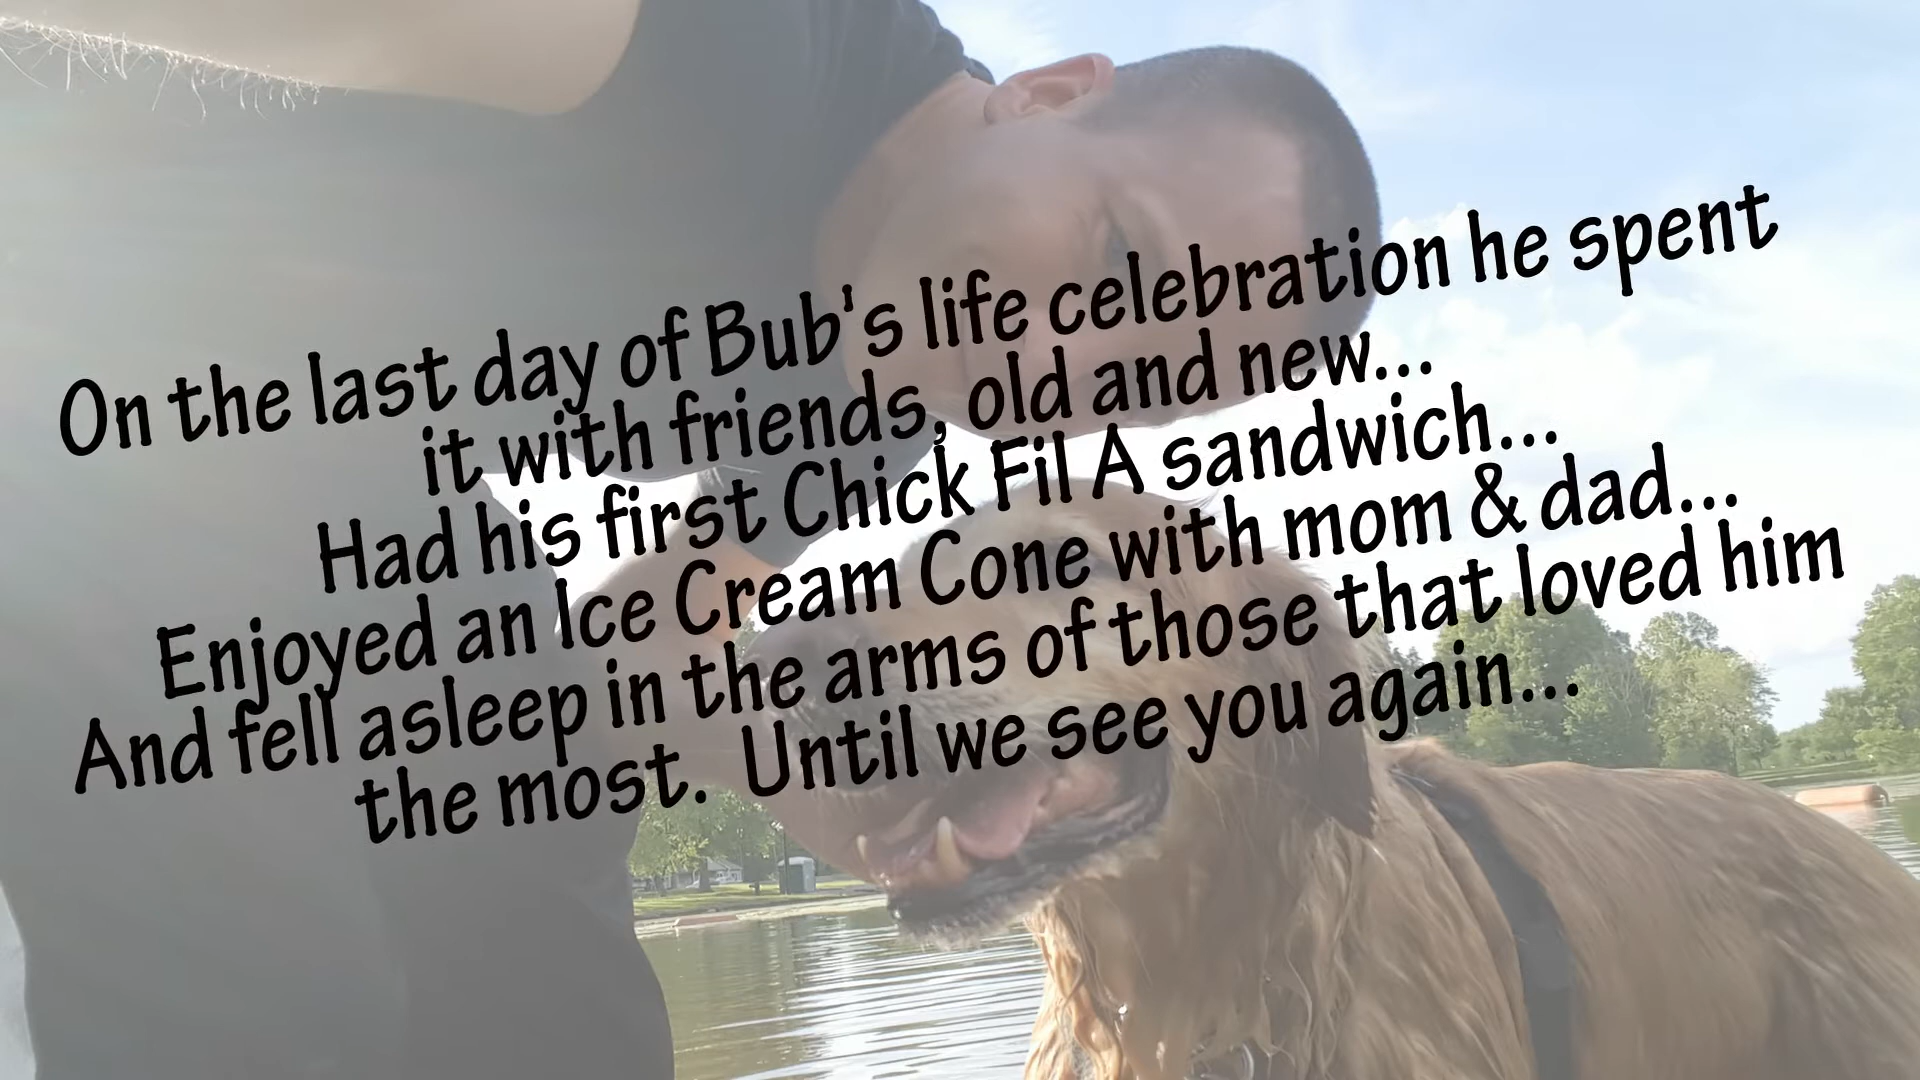 On the last day of Bub's life celebration he spent
it with friends, old and new...
Had his first Chick Fil A sandwich...
Enjoyed an Ice Cream Cone with mom & dad...
And fell asleep in the arms of those that loved him
the most.  Until we see you again...